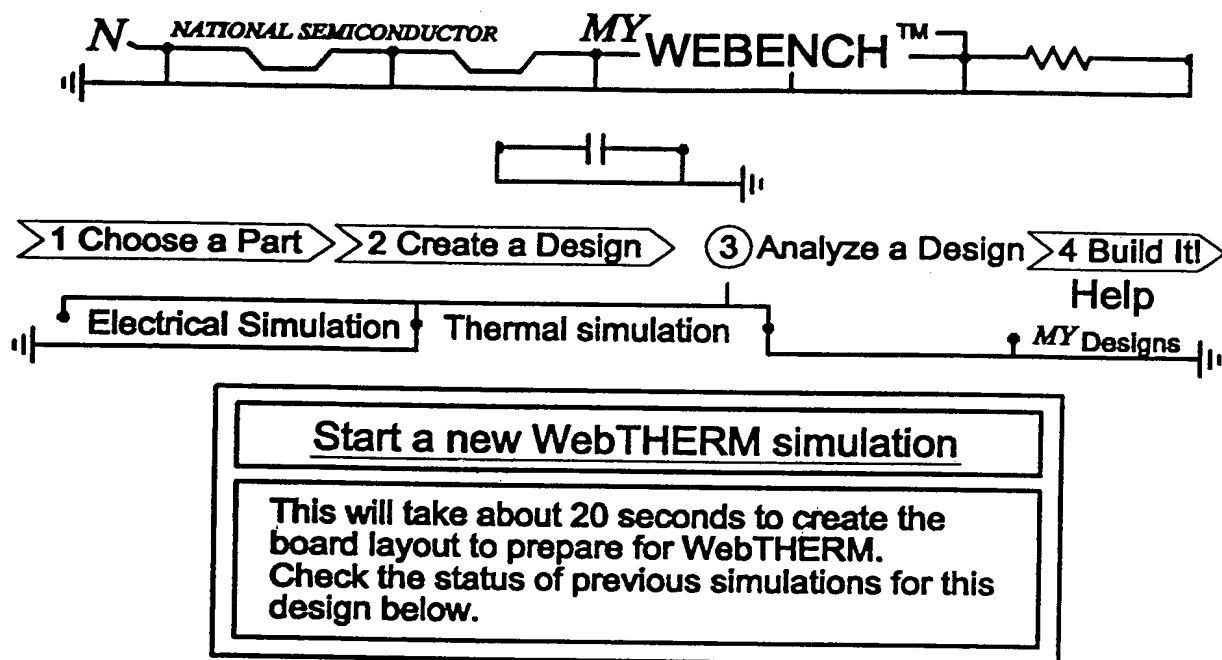 N NATIONAL SEMICONDUCTOR MY WEBENCH™
1 Choose a Part 2 Create a Design 3 Analyze a Design 4 Build It!
Help
Electrical Simulation Thermal simulation
MY Designs
Start a new WebTHERM simulation
This will take about 20 seconds to create the
board layout to prepare for WebTHERM.
Check the status of previous simulations for this
design below.